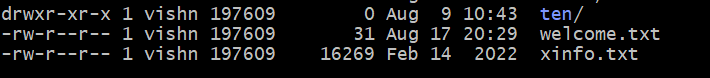 drwxr-xr-x 1 vishn 197609 0 Aug 9 10:43 ten/
-rw-r--r-- 1 vishn 197609 31 Aug 17 20:29 welcome.txt
-rw-r--r-- 1 vishn 197609 16269 Feb 14 2022 xinfo.txt